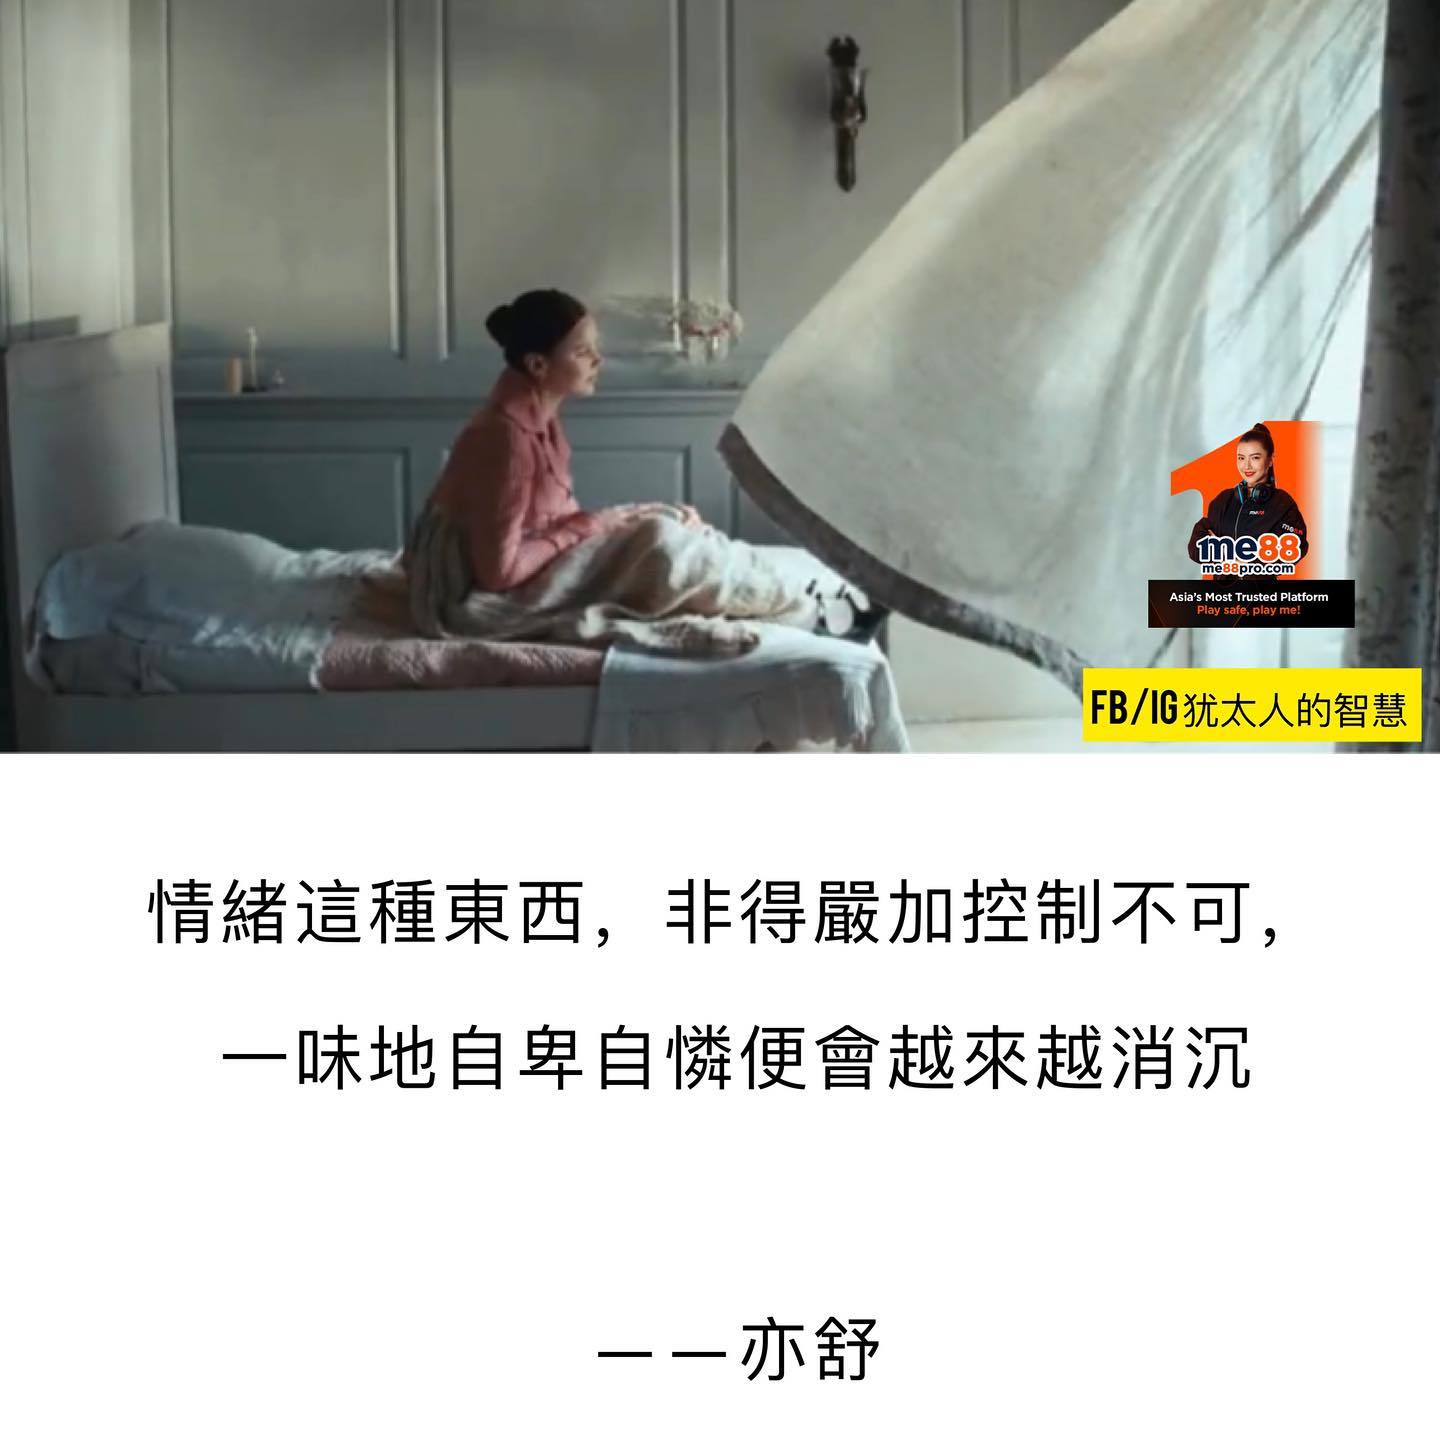 me88
me88
me88
me88pro.com
Asia's Most Trusted Platform
Play safe, play me!
FB/IG犹太人的智慧
情緒這種東西，非得嚴加控制不可，
一味地自卑自憐便會越來越消沉
——亦舒